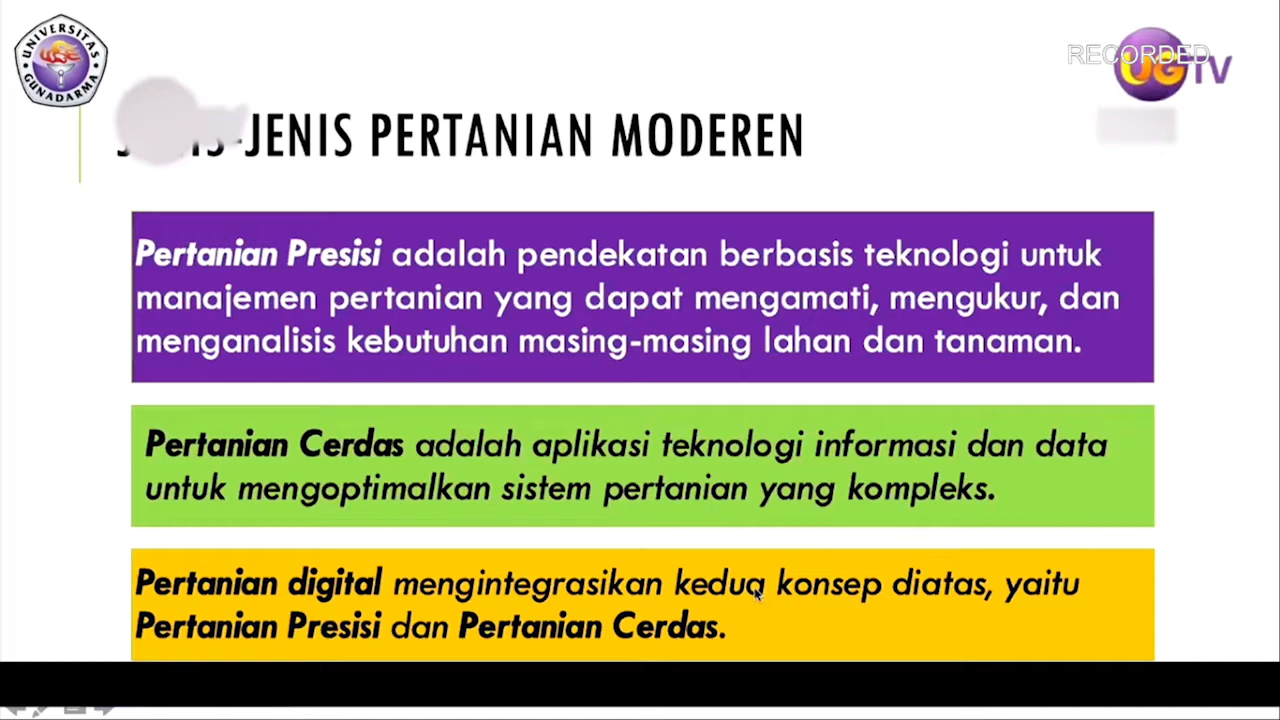 UNIVERSITAS
GUNADARMA
RECORDED
UGTV
-JENIS PERTANIAN MODEREN
Pertanian Presisi adalah pendekatan berbasis teknologi untuk
manajemen pertanian yang dapat mengamati, mengukur, dan
menganalisis kebutuhan masing-masing lahan dan tanaman.
Pertanian Cerdas adalah aplikasi teknologi informasi dan data
untuk mengoptimalkan sistem pertanian yang kompleks.
Pertanian digital mengintegrasikan kedua konsep diatas, yaitu
Pertanian Presisi dan Pertanian Cerdas.